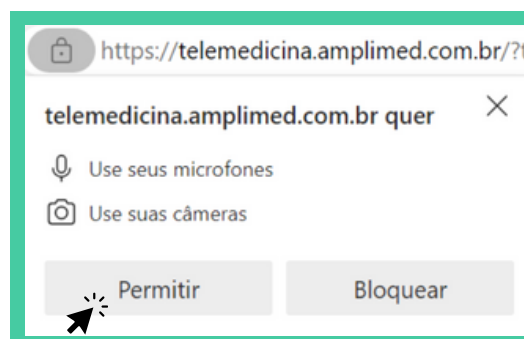 https://telemedicina.amplimed.com.br/?
telemedicina.amplimed.com.br quer
Use seus microfones
Use suas câmeras
Permitir
Bloquear